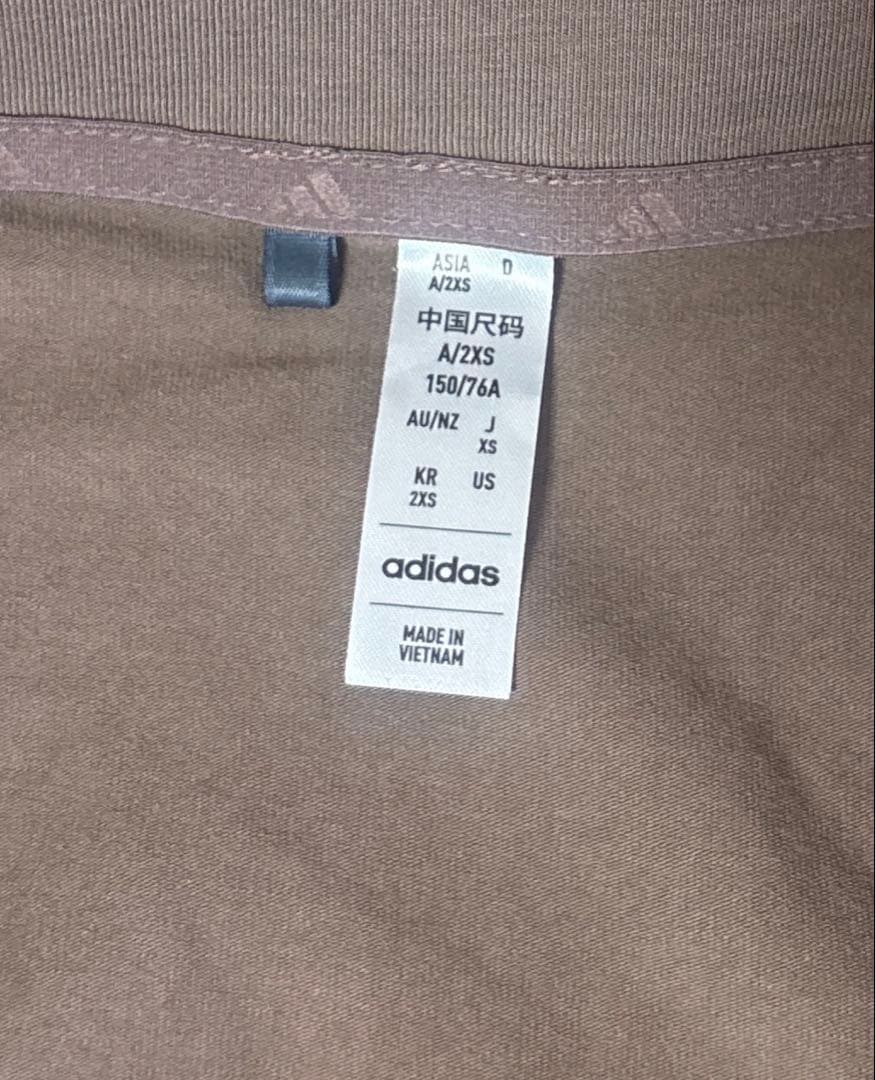 ASIA D
A/2XS
中国尺码
A/2XS
150/76A
AU/NZ J
XS
KR US
2XS
adidas
MADE IN
VIETNAM